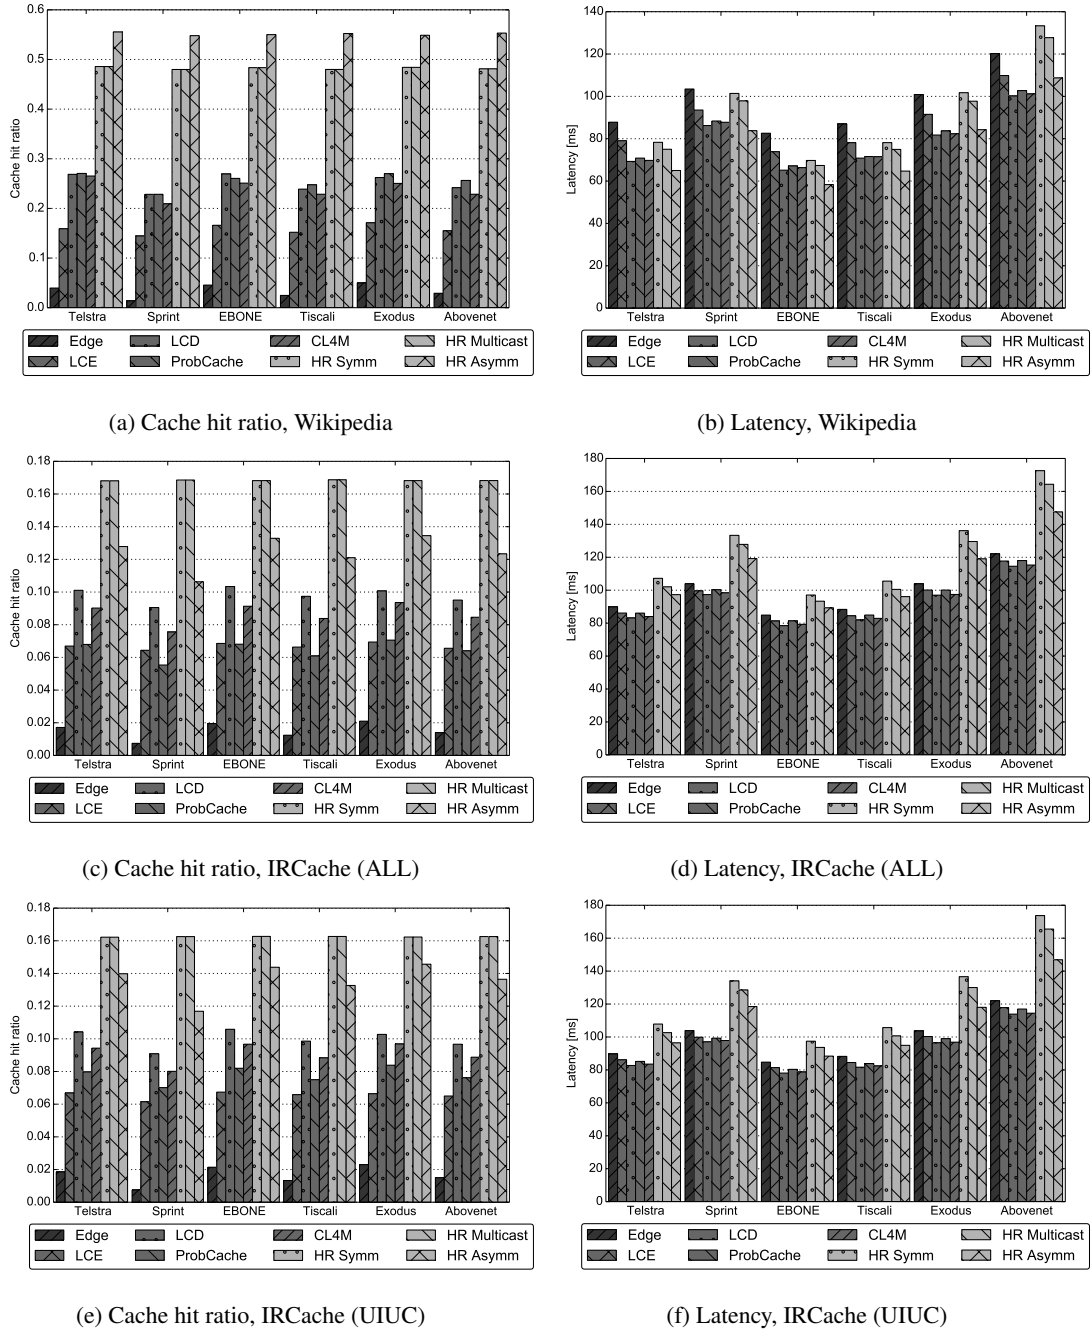 0.6
0.5
0.4
0.3
0.2
0.1
0.0
Cache hit ratio
Telstra Sprint EBONE Tiscali Exodus Abovenet
Edge LCD CL4M HR Multicast
LCE ProbCache HR Symm HR Asymm
(a) Cache hit ratio, Wikipedia
140
120
100
80
60
40
20
0
Latency [ms]
Telstra Sprint EBONE Tiscali Exodus Abovenet
Edge LCD CL4M HR Multicast
LCE ProbCache HR Symm HR Asymm
(b) Latency, Wikipedia
0.18
0.16
0.14
0.12
0.10
0.08
0.06
0.04
0.02
0.00
Cache hit ratio
Telstra Sprint EBONE Tiscali Exodus Abovenet
Edge LCD CL4M HR Multicast
LCE ProbCache HR Symm HR Asymm
(c) Cache hit ratio, IRCache (ALL)
180
160
140
120
100
80
60
40
20
0
Latency [ms]
Telstra Sprint EBONE Tiscali Exodus Abovenet
Edge LCD CL4M HR Multicast
LCE ProbCache HR Symm HR Asymm
(d) Latency, IRCache (ALL)
0.18
0.16
0.14
0.12
0.10
0.08
0.06
0.04
0.02
0.00
Cache hit ratio
Telstra Sprint EBONE Tiscali Exodus Abovenet
Edge LCD CL4M HR Multicast
LCE ProbCache HR Symm HR Asymm
(e) Cache hit ratio, IRCache (UIUC)
180
160
140
120
100
80
60
40
20
0
Latency [ms]
Telstra Sprint EBONE Tiscali Exodus Abovenet
Edge LCD CL4M HR Multicast
LCE ProbCache HR Symm HR Asymm
(f) Latency, IRCache (UIUC)